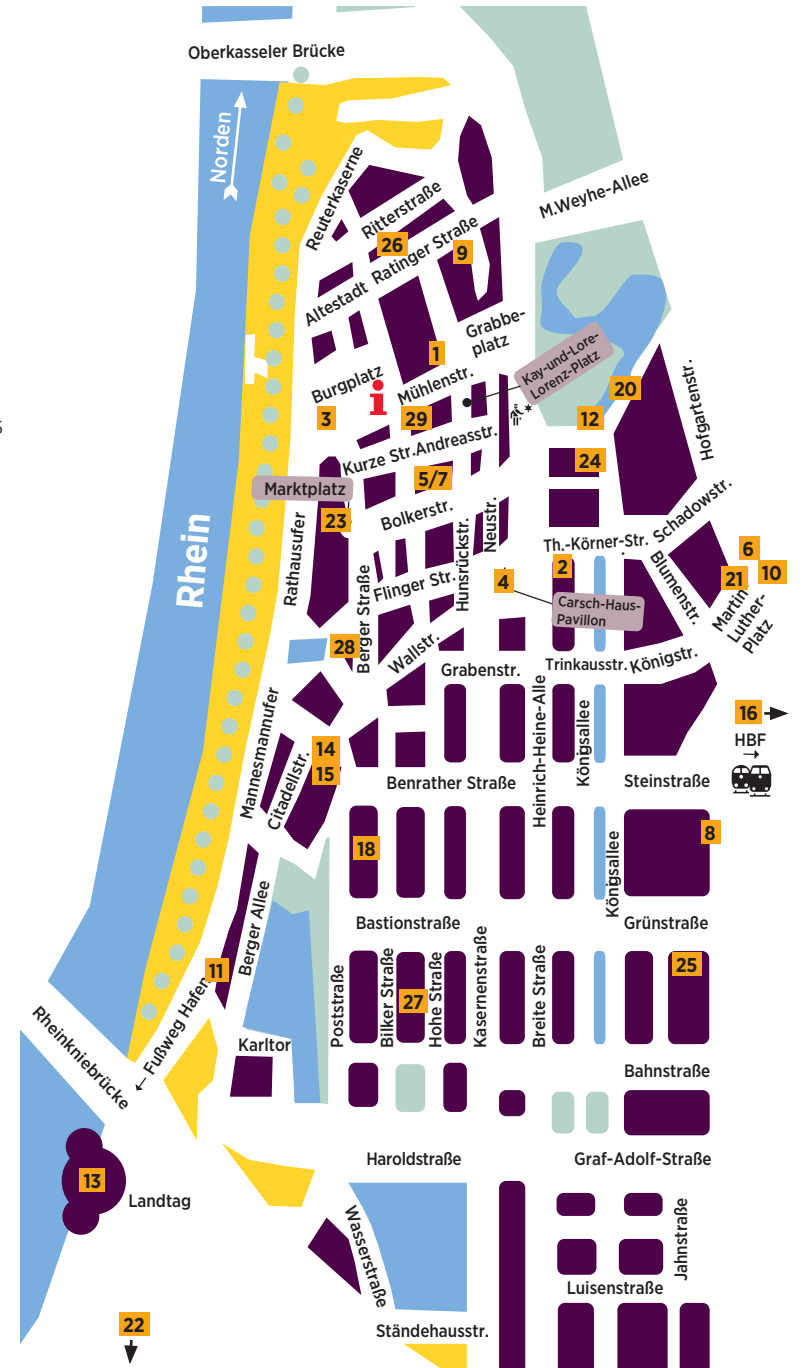 Oberkasseler Brücke
Norden
Reuterkaserne
Ritterstraße
M.Weyhe-Allee
26
Ratinger Straße
9
Altestadt
Grabbe-
platz
1
Kay-und-Lore-
Lorenz-Platz
Burgplatz
i
Mühlenstr.
20
Hofgartenstr.
3
29
12
Kurze Str.
Andreasstr.
24
5/7
Marktplatz
23
Bolkerstr.
Neustr.
Schadowstr.
Rhein
Rathausufer
Hunsrückstr.
Th.-Körner-Str.
6
2
Blumenstr.
21
10
Flinger Str.
4
Berger Straße
Carsch-Haus-
Pavillon
Martin
Luther-
Platz
28
Wallstr.
Grabenstr.
Trinkausstr.
Königstr.
Mannesmannufer
Heinrich-Heine-Alle
Königsallee
16
HBF
14
15
Citadellstr.
Benrather Straße
Steinstraße
18
8
Königsallee
Berger Allee
Bastionstraße
Grünstraße
11
Poststraße
Bilker Straße
27
Hohe Straße
Kasernenstraße
Breite Straße
25
Rheinkniebrücke
← Fußweg Hafen
Karltor
Bahnstraße
Haroldstraße
Graf-Adolf-Straße
13
Landtag
Wasserstraße
Jahnstraße
Luisenstraße
22
Ständehausstr.